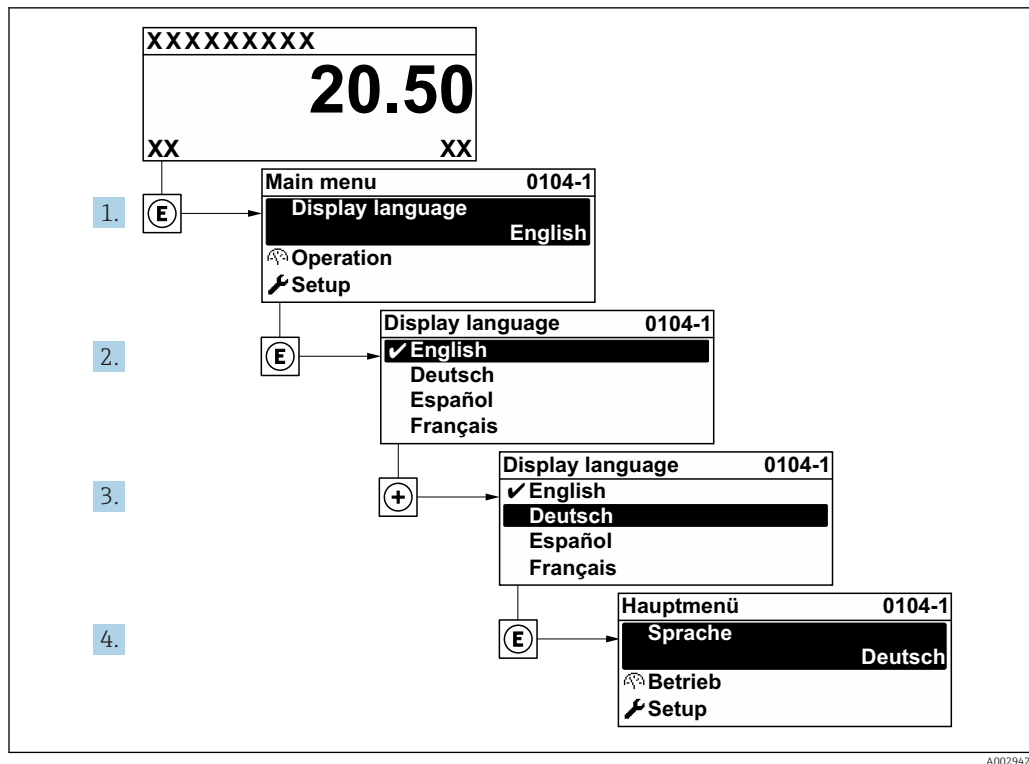 XXXXXXXXX
20.50
XX XX
1. E
Main menu 0104-1
Display language
English
Operation
Setup
2. E
Display language 0104-1
✔English
Deutsch
Español
Français
3. +
Display language 0104-1
✔English
Deutsch
Español
Français
4. E
Hauptmenü 0104-1
Sprache
Deutsch
Betrieb
Setup